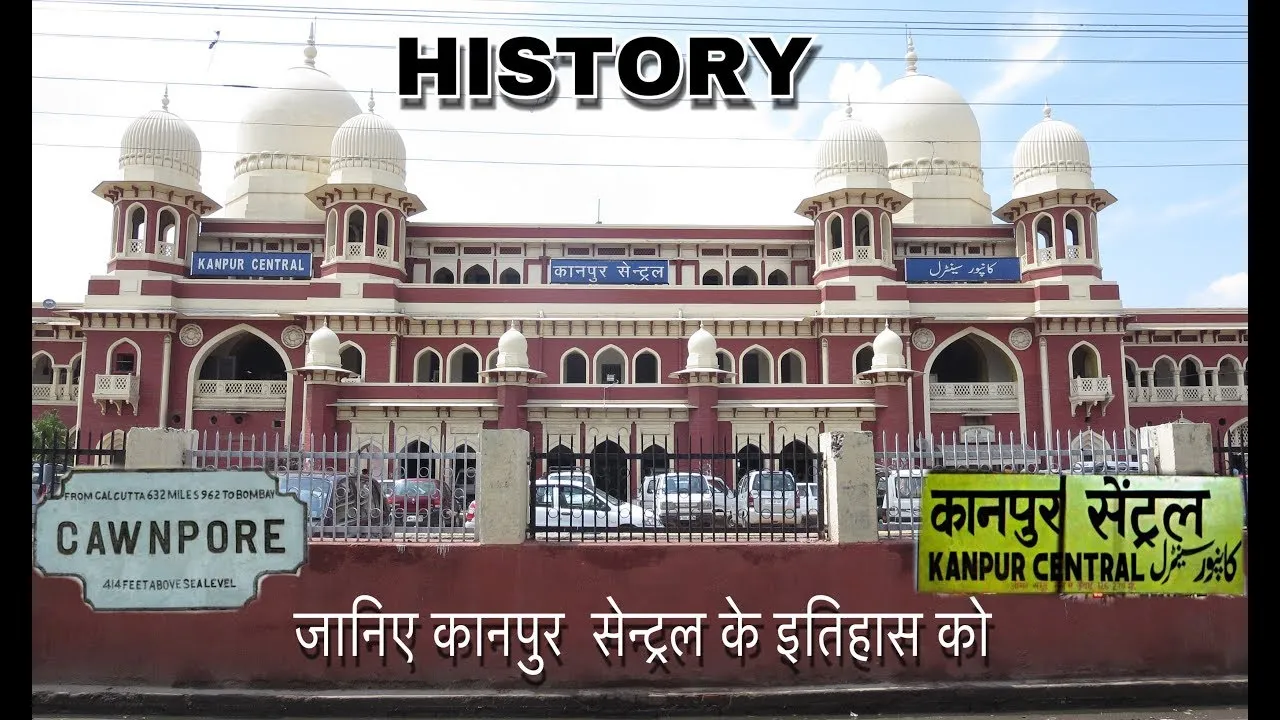 HISTORY
KANPUR CENTRAL
कानपुर सेन्ट्रल
کانپور سینٹرل
FROM CALCUTTA 632 MILES 962 TO BOMBAY
CAWNPORE
414 FEET ABOVE SEA LEVEL
कानपुर सेंट्रल
KANPUR CENTRAL کانپور سینٹرل
जानिए कानपुर सेन्ट्रल के इतिहास को